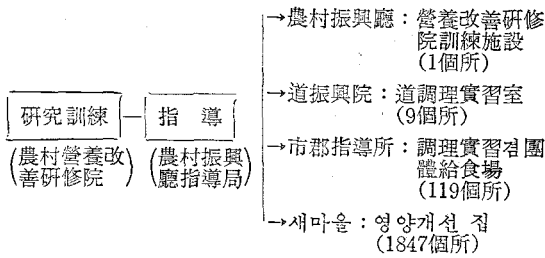 →農村振興廳：營養改善硏修
院訓練施設
(1個所)
→道振興院：道調理實習室
(9個所)
硏究訓練 — 指導
(農村營養改
善硏修院)
(農村振興
廳指導局)
→市郡指導所：調理實習겸團
體給食場
(119個所)
→새마을：영양개선 집
(1847個所)